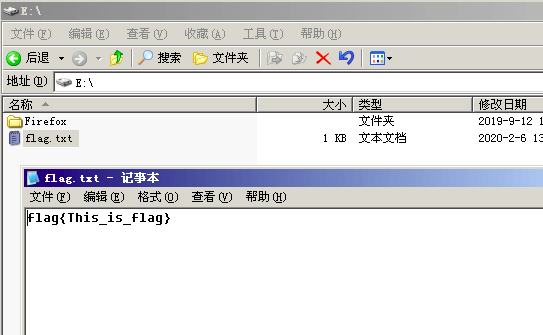 E:\
文件(F) 编辑(E) 查看(V) 收藏(A) 工具(T) 帮助(H)
后退 搜索 文件夹
地址(D) E:\
名称 大小 类型 修改日期
Firefox 文件夹 2019-9-12 1
flag.txt 1 KB 文本文档 2020-2-6 13
flag.txt - 记事本
文件(F) 编辑(E) 格式(O) 查看(V) 帮助(H)
flag{This_is_flag}